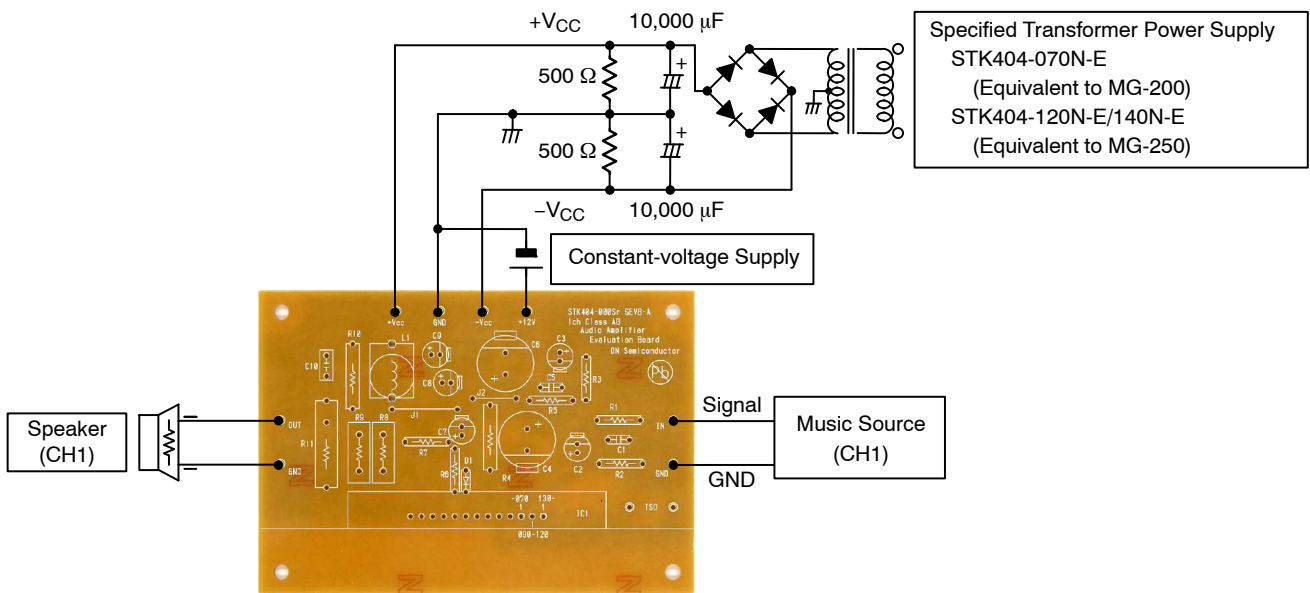 +VCC
10,000 µF
500 Ω
+
500 Ω
+
−VCC
10,000 µF
Specified Transformer Power Supply
STK404-070N-E
(Equivalent to MG-200)
STK404-120N-E/140N-E
(Equivalent to MG-250)
Constant-voltage Supply
+Vcc
GND
-Vcc
+12V
STK404-000Sr GEVB-A
1ch Class AB
Audio Amplifier
Evaluation Board
ON Semiconductor
Pb
R10
L1
C9
C6
C3
C10
C8
C5
R3
J2
R5
J1
R1
R9
R8
C7
R7
R11
OUT
GND
R6
D1
R4
C4
C2
C1
R2
IN
GND
-070
130-
IC1
TSD
080-120
N
N
N
N
N
N
N
Speaker
(CH1)
Signal
GND
Music Source
(CH1)